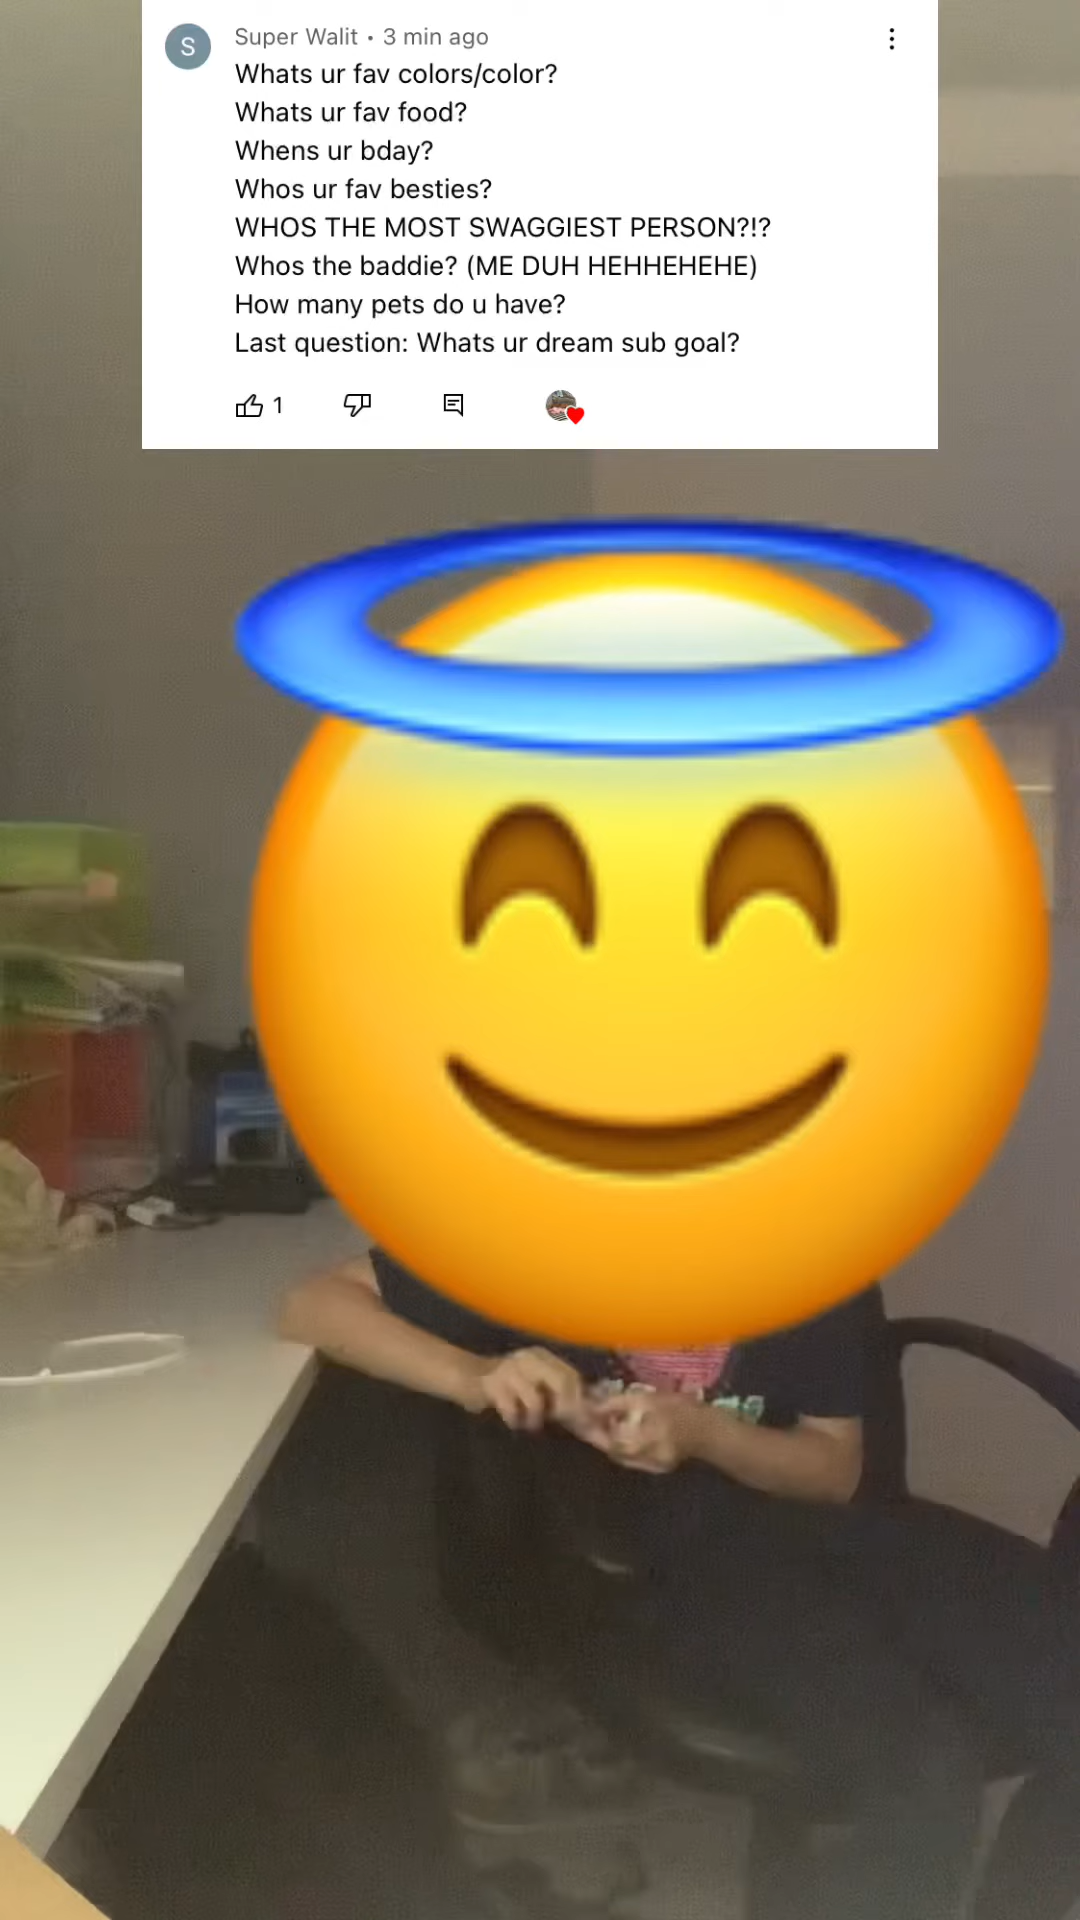 S
Super Walit • 3 min ago
Whats ur fav colors/color?
Whats ur fav food?
Whens ur bday?
Whos ur fav besties?
WHOS THE MOST SWAGGIEST PERSON?!?
Whos the baddie? (ME DUH HEHHEHEHE)
How many pets do u have?
Last question: Whats ur dream sub goal?
1